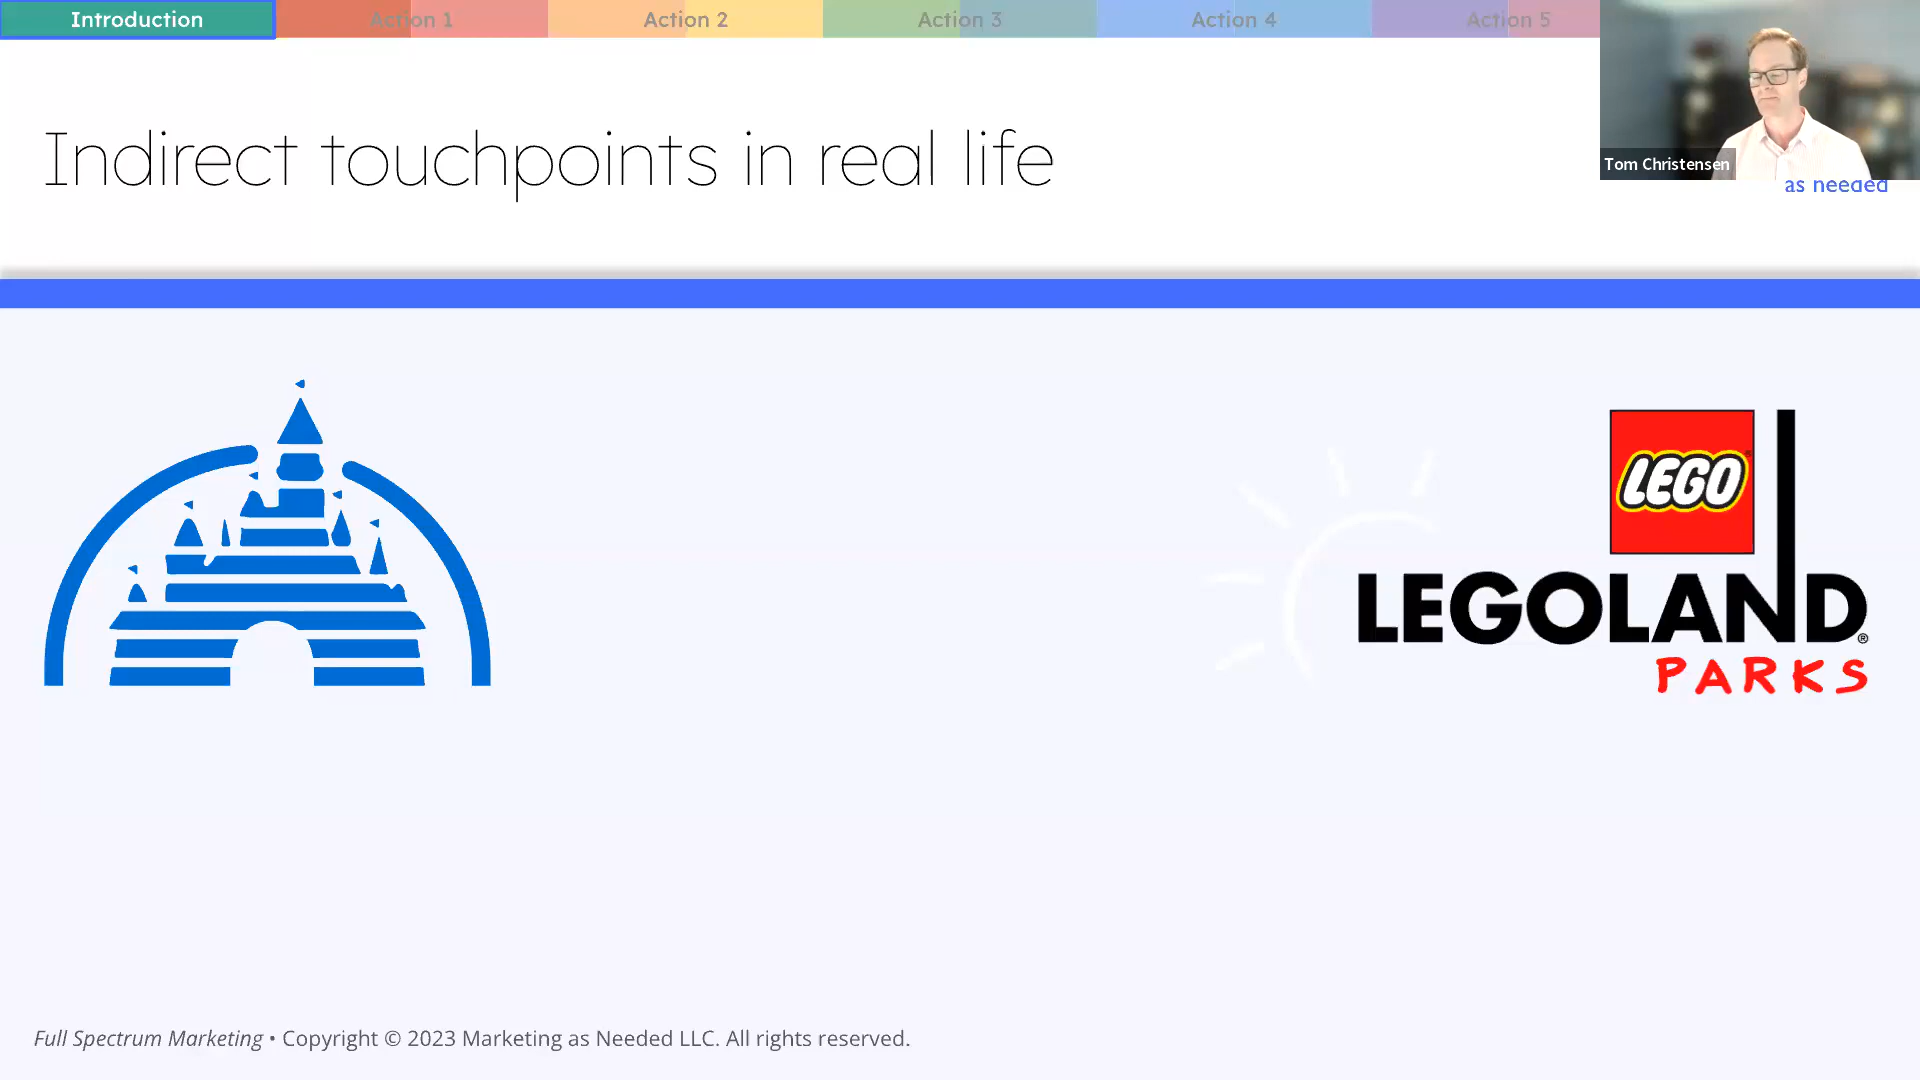 Introduction
Action 1
Action 2
Action 3
Action 4
Action 5
Indirect touchpoints in real life
Tom Christensen
as needed
LEGO
LEGOLAND®
PARKS
Full Spectrum Marketing • Copyright © 2023 Marketing as Needed LLC. All rights reserved.